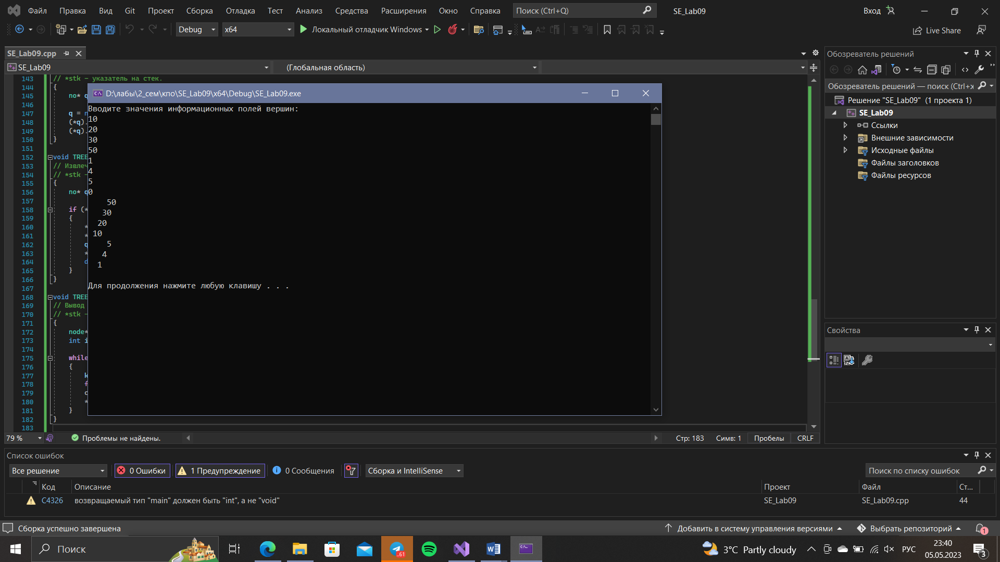 Файл Правка Вид Git Проект Сборка Отладка Тест Анализ Средства Расширения Окно Справка Поиск (Ctrl+Q) SE_Lab09 Вход
Debug x64 Локальный отладчик Windows Live Share
SE_Lab09.cpp
SE_Lab09 (Глобальная область)
143 // *stk - указатель на стек.
144 {
145 no* q
146
147 q = n
148 (*q).
149 (*q).
150 }
151
152 void TREE
153 // Извлеч
154 // *stk -
155 {
156 no* q
157
158 if (*
159 {
160 *
161 *
162 q
163 *
164 d
165 }
166 }
167
168 void TREE
169 // Вывод
170 // *stk -
171 {
172 node*
173 int i
174
175 while
176 {
177 k
178 f
179 c
180 *
181 }
182 }
183
D:\лабы\2_сем\кпо\SE_Lab09\x64\Debug\SE_Lab09.exe
Вводите значения информационных полей вершин:
10
20
30
50
1
4
5
0
50
30
20
10
5
4
1
Для продолжения нажмите любую клавишу . . .
79 % Проблемы не найдены. Стр: 183 Симв: 1 Пробелы CRLF
Обозреватель решений
Обозреватель решений — поиск (Ctrl+ж
Решение "SE_Lab09" (1 проекта 1)
SE_Lab09
Ссылки
Внешние зависимости
Исходные файлы
Файлы заголовков
Файлы ресурсов
Свойства
Список ошибок
Все решение 0 Ошибки 1 Предупреждение 0 Сообщения Сборка и IntelliSense Поиск по списку ошибок
Код Описание Проект Файл Ст...
C4326 возвращаемый тип "main" должен быть "int", а не "void" SE_Lab09 SE_Lab09.cpp 44
Сборка успешно завершена Добавить в систему управления версиями Выбрать репозиторий 1
Поиск ..61 3°C Partly cloudy РУС 23:40
05.05.2023 3